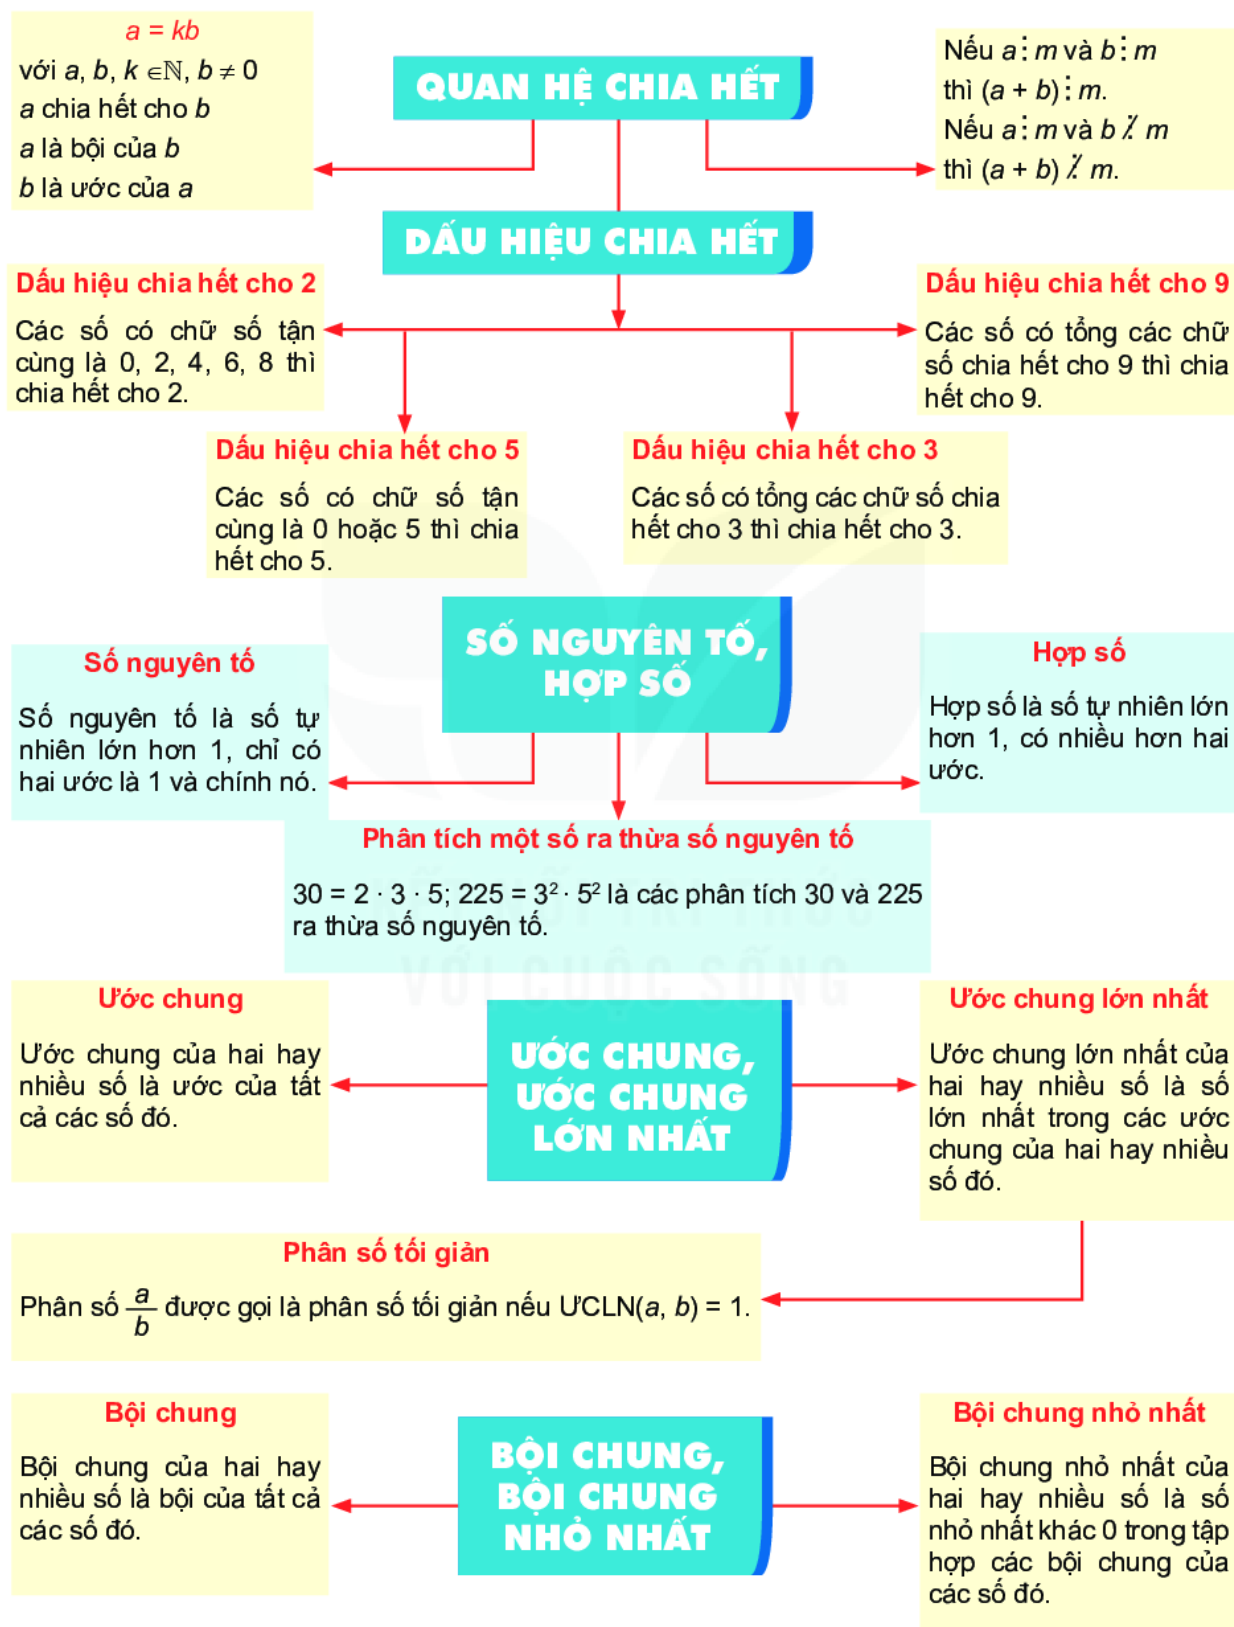 a = kb
với a, b, k ∈ ℕ, b ≠ 0
a chia hết cho b
a là bội của b
b là ước của a
QUAN HỆ CHIA HẾT
Nếu a ⋮ m và b ⋮ m
thì (a + b) ⋮ m.
Nếu a ⋮ m và b ⋮̸ m
thì (a + b) ⋮̸ m.
DẤU HIỆU CHIA HẾT
Dấu hiệu chia hết cho 2
Các số có chữ số tận
cùng là 0, 2, 4, 6, 8 thì
chia hết cho 2.
Dấu hiệu chia hết cho 9
Các số có tổng các chữ
số chia hết cho 9 thì chia
hết cho 9.
Dấu hiệu chia hết cho 5
Các số có chữ số tận
cùng là 0 hoặc 5 thì chia
hết cho 5.
Dấu hiệu chia hết cho 3
Các số có tổng các chữ số chia
hết cho 3 thì chia hết cho 3.
SỐ NGUYÊN TỐ,
HỢP SỐ
Số nguyên tố
Số nguyên tố là số tự
nhiên lớn hơn 1, chỉ có
hai ước là 1 và chính nó.
Hợp số
Hợp số là số tự nhiên lớn
hơn 1, có nhiều hơn hai
ước.
Phân tích một số ra thừa số nguyên tố
30 = 2 · 3 · 5; 225 = 3² · 5² là các phân tích 30 và 225
ra thừa số nguyên tố.
KẾT NỐI TRI THỨC
VỚI CUỘC SỐNG
Ước chung
Ước chung của hai hay
nhiều số là ước của tất
cả các số đó.
ƯỚC CHUNG,
ƯỚC CHUNG
LỚN NHẤT
Ước chung lớn nhất
Ước chung lớn nhất của
hai hay nhiều số là số
lớn nhất trong các ước
chung của hai hay nhiều
số đó.
Phân số tối giản
Phân số a/b được gọi là phân số tối giản nếu ƯCLN(a, b) = 1.
Bội chung
Bội chung của hai hay
nhiều số là bội của tất cả
các số đó.
BỘI CHUNG,
BỘI CHUNG
NHỎ NHẤT
Bội chung nhỏ nhất
Bội chung nhỏ nhất của
hai hay nhiều số là số
nhỏ nhất khác 0 trong tập
hợp các bội chung của
các số đó.